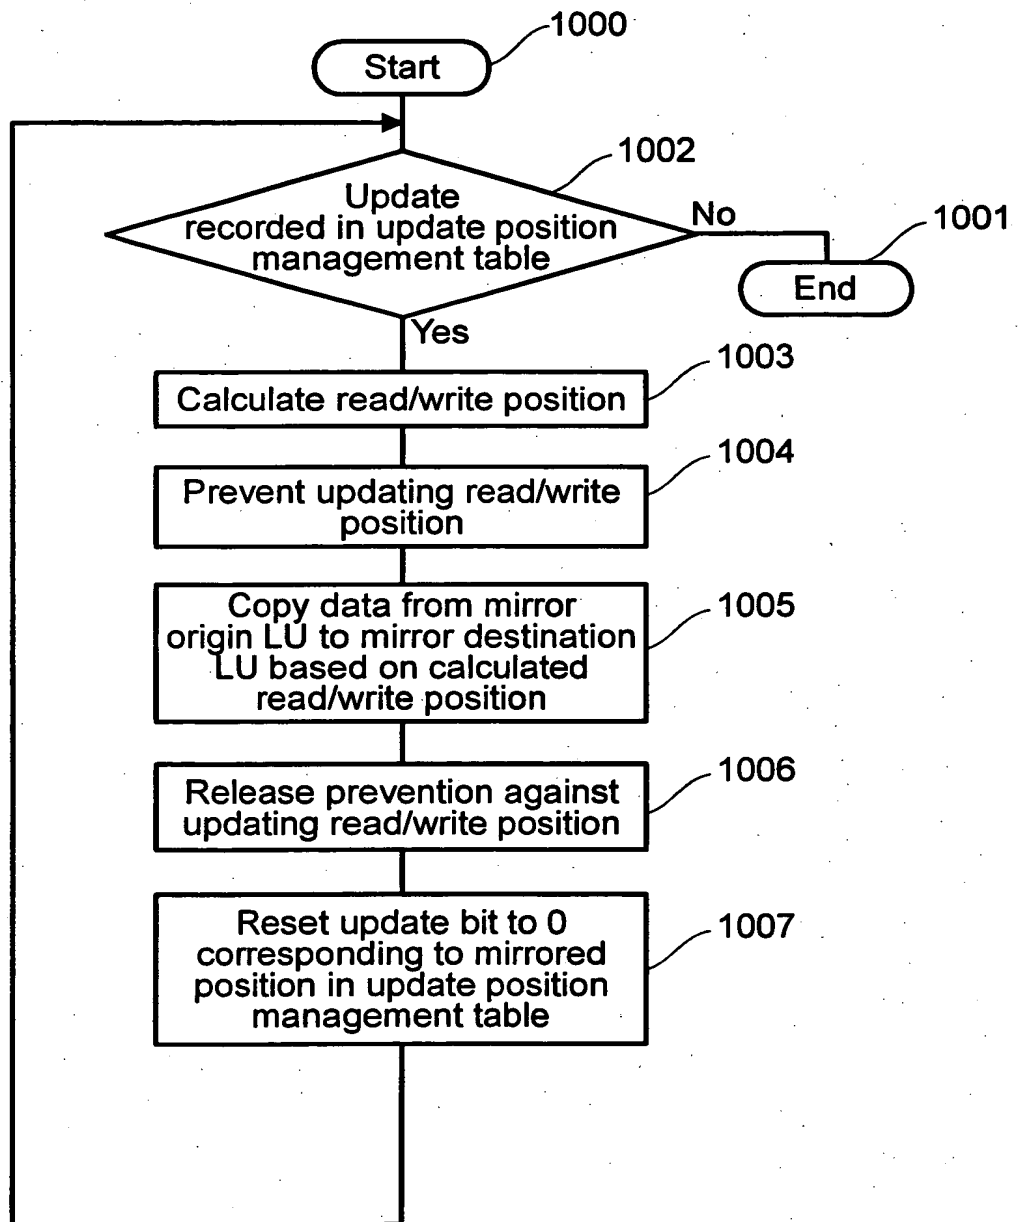 1000
Start
1002
Update
recorded in update position
management table
No
1001
End
Yes
1003
Calculate read/write position
1004
Prevent updating read/write
position
1005
Copy data from mirror
origin LU to mirror destination
LU based on calculated
read/write position
1006
Release prevention against
updating read/write position
1007
Reset update bit to 0
corresponding to mirrored
position in update position
management table